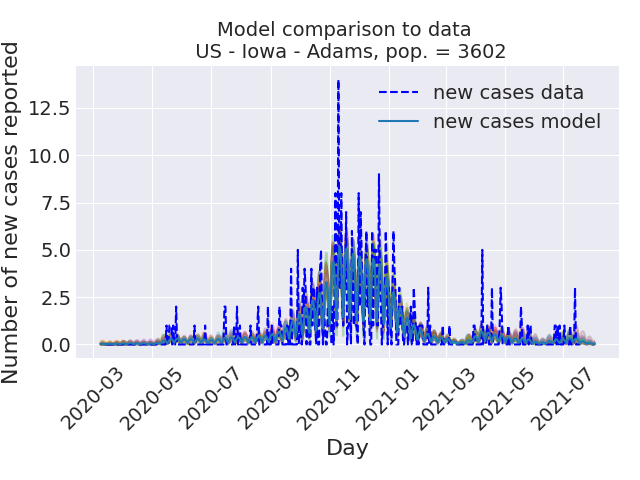 Model comparison to data
US - Iowa - Adams, pop. = 3602
Number of new cases reported
12.5
10.0
7.5
5.0
2.5
0.0
new cases data
new cases model
2020-03
2020-05
2020-07
2020-09
2020-11
2021-01
2021-03
2021-05
2021-07
Day